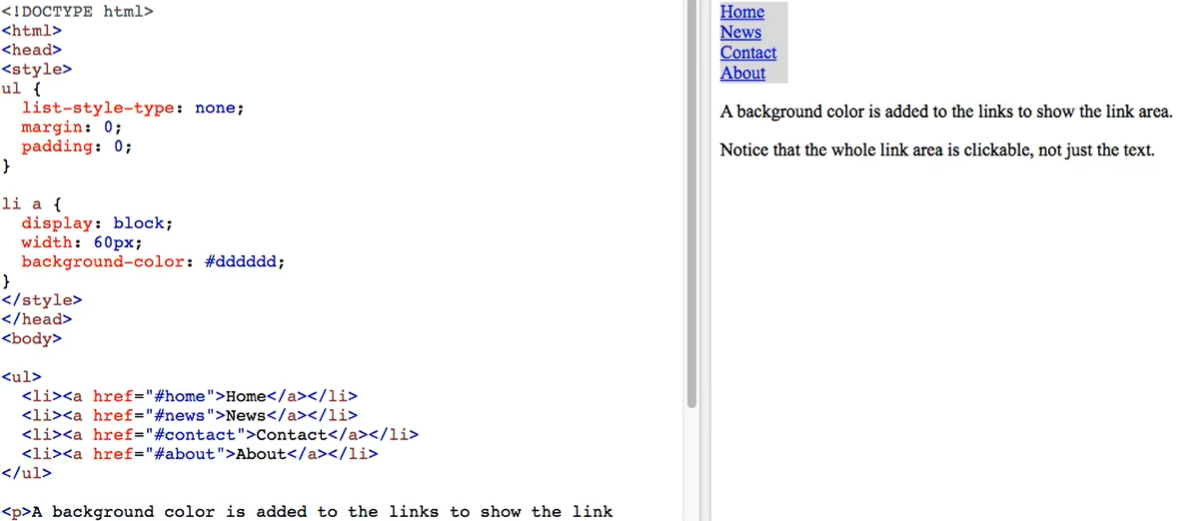 <!DOCTYPE html>
<html>
<head>
<style>
ul {
  list-style-type: none;
  margin: 0;
  padding: 0;
}
li a {
  display: block;
  width: 60px;
  background-color: #dddddd;
}
</style>
</head>
<body>
<ul>
  <li><a href="#home">Home</a></li>
  <li><a href="#news">News</a></li>
  <li><a href="#contact">Contact</a></li>
  <li><a href="#about">About</a></li>
</ul>
<p>A background color is added to the links to show the link
Home
News
Contact
About
A background color is added to the links to show the link area.
Notice that the whole link area is clickable, not just the text.